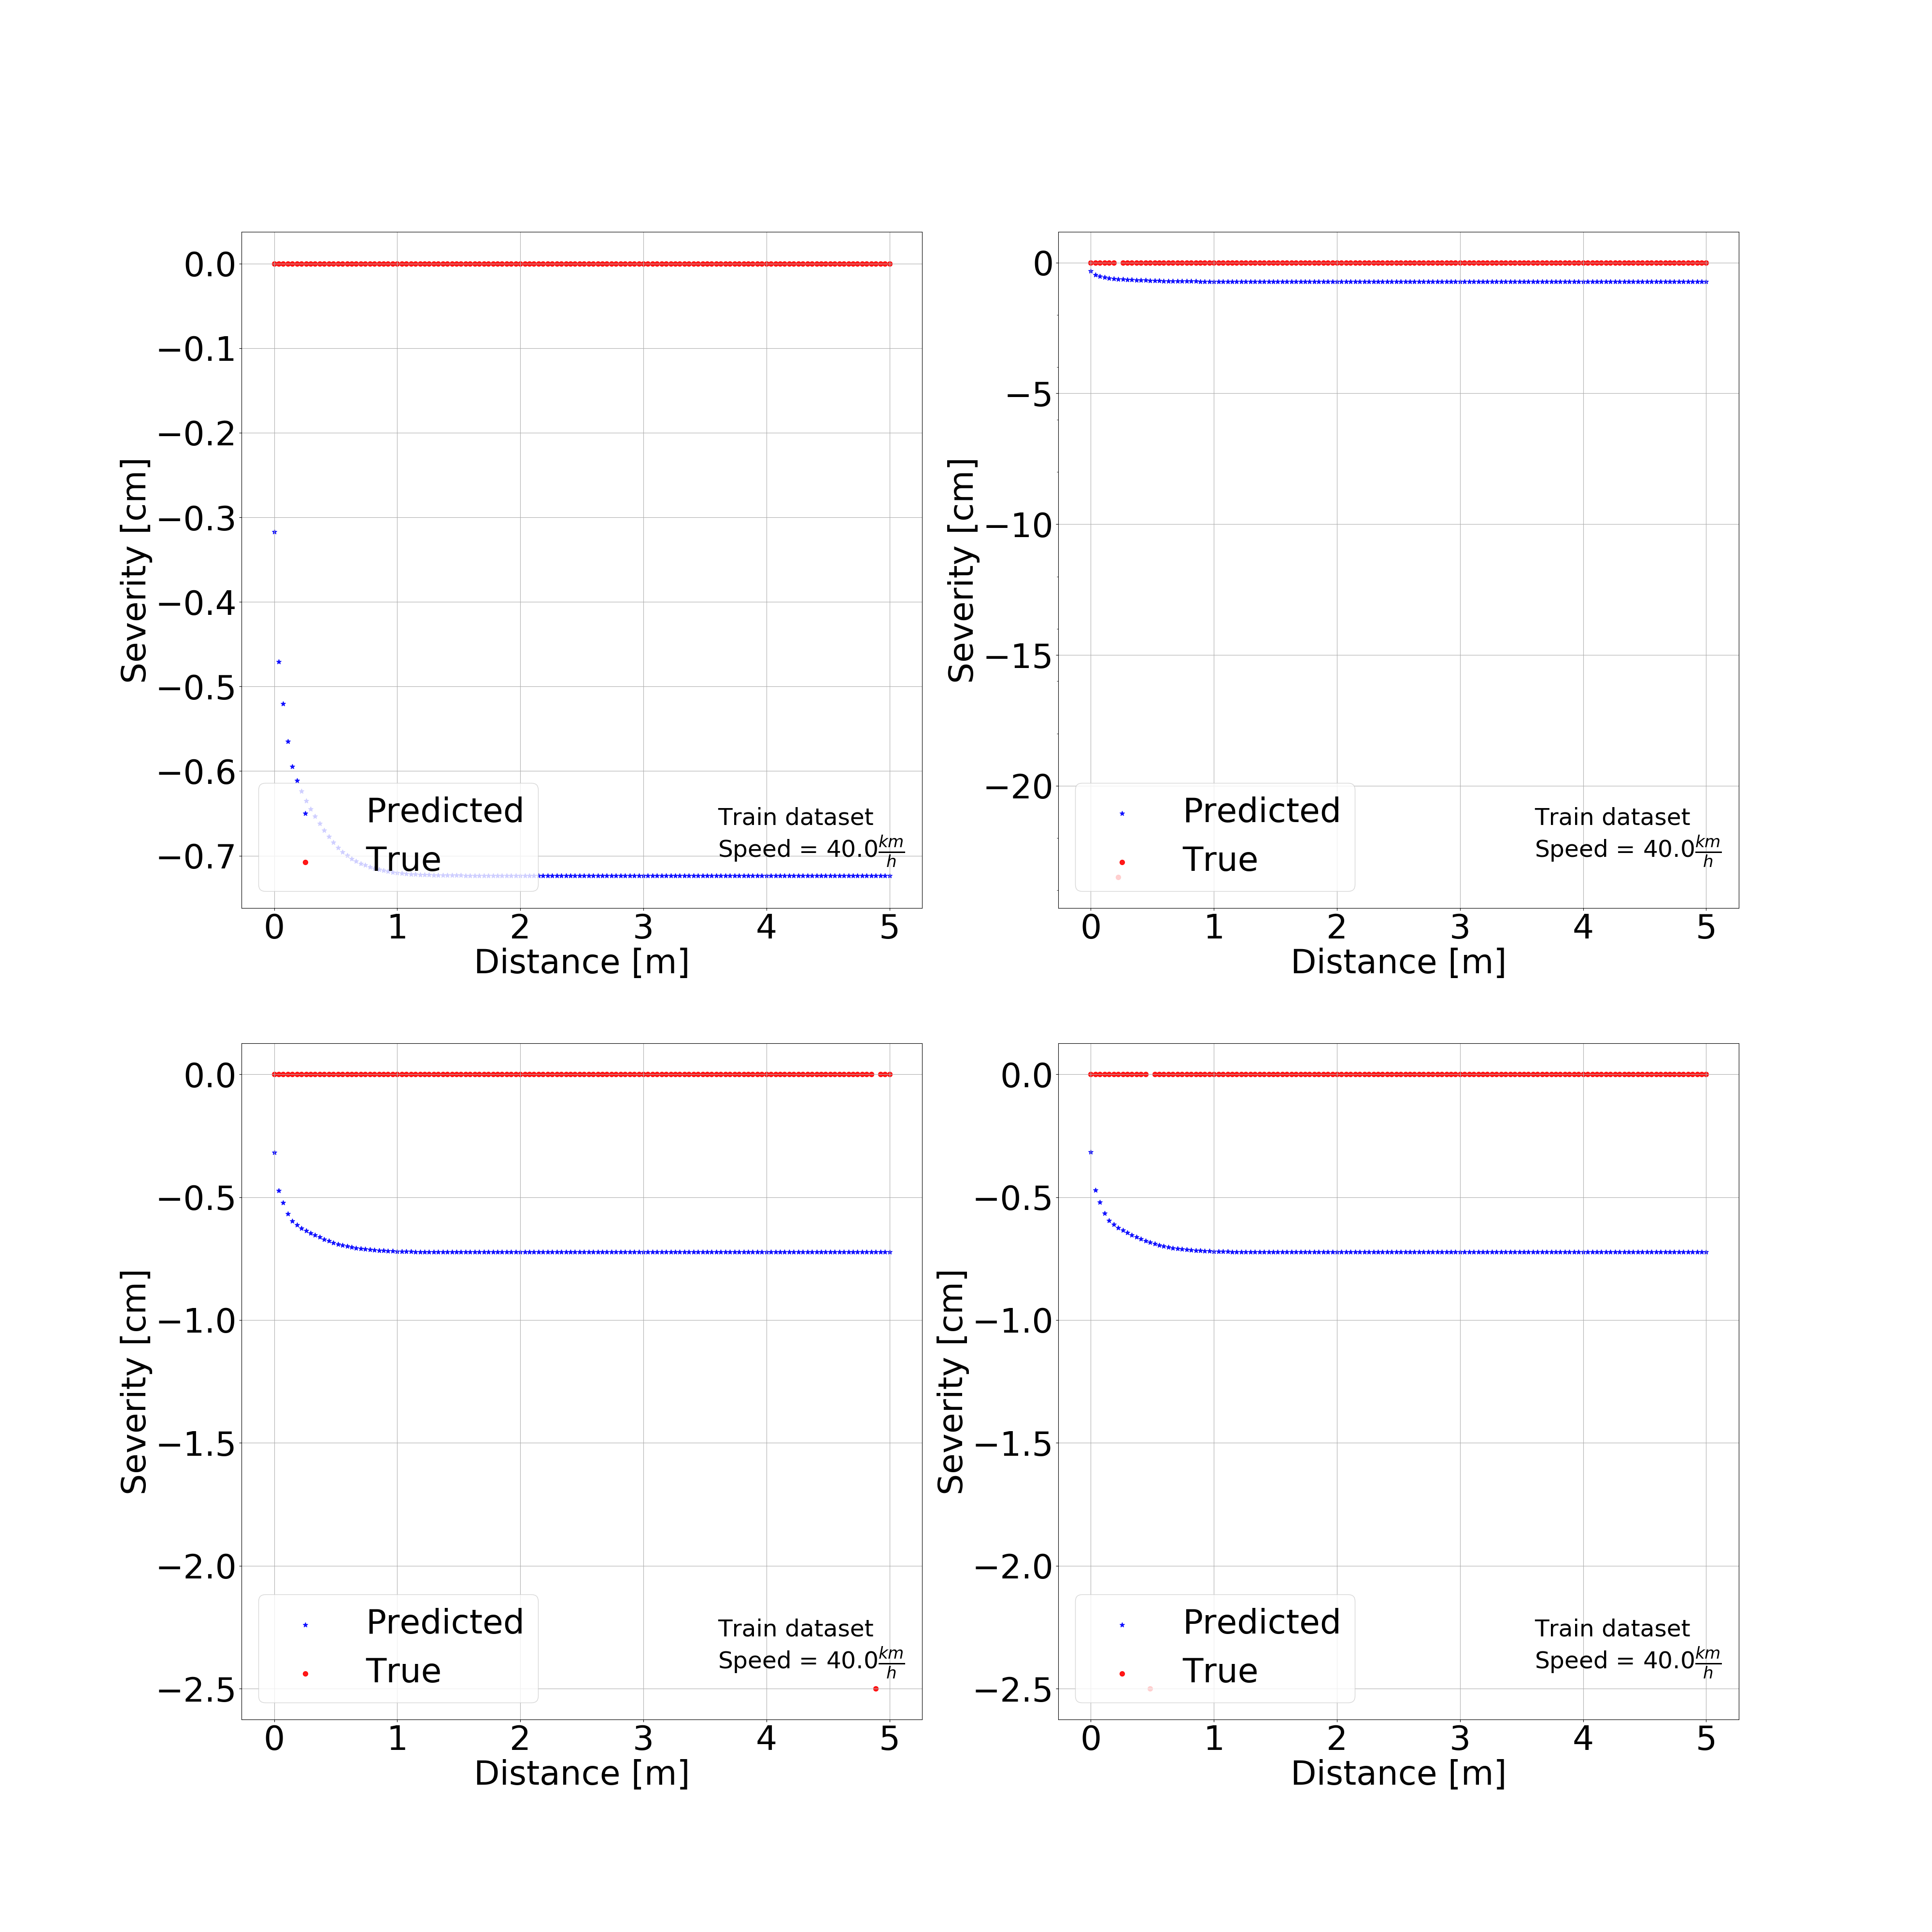 0.0
−0.1
−0.2
−0.3
−0.4
−0.5
−0.6
−0.7
Severity [cm]
Predicted
True
Train dataset
Speed = 40.0 km/h
0 1 2 3 4 5
Distance [m]
0
−5
−10
−15
−20
Severity [cm]
Predicted
True
Train dataset
Speed = 40.0 km/h
0 1 2 3 4 5
Distance [m]
0.0
−0.5
−1.0
−1.5
−2.0
−2.5
Severity [cm]
Predicted
True
Train dataset
Speed = 40.0 km/h
0 1 2 3 4 5
Distance [m]
0.0
−0.5
−1.0
−1.5
−2.0
−2.5
Severity [cm]
Predicted
True
Train dataset
Speed = 40.0 km/h
0 1 2 3 4 5
Distance [m]